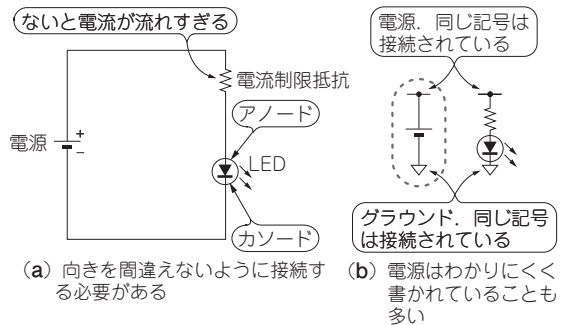 ないと電流が流れすぎる
電流制限抵抗
アノード
電源
+
−
LED
カソード
(a) 向きを間違えないように接続す
る必要がある
電源．同じ記号は
接続されている
グラウンド．同じ記号
は接続されている
(b) 電源はわかりにくく
書かれていることも
多い